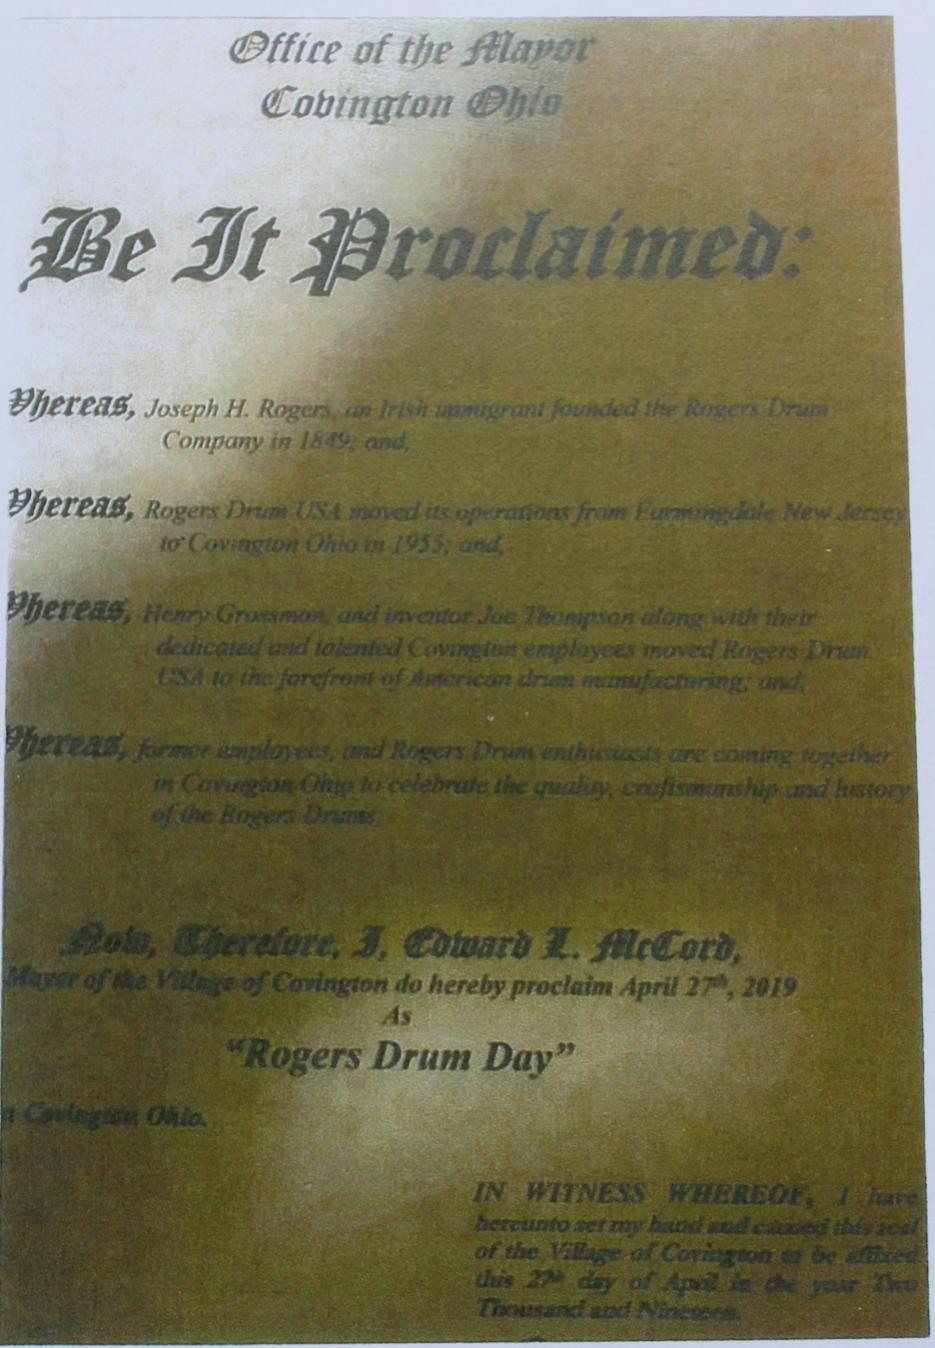 Office of the Mayor
Covington Ohio
Be It Proclaimed:
Whereas, Joseph H. Rogers, an Irish immigrant founded the Rogers Drum
Company in 1849; and,
Whereas, Rogers Drum USA moved its operations from Farmingdale New Jersey
to Covington Ohio in 1955; and,
Whereas, Henry Grossman, and inventor Joe Thompson along with their
dedicated and talented Covington employees moved Rogers Drum
USA to the forefront of American drum manufacturing; and,
Whereas, former employees, and Rogers Drum enthusiasts are coming together
in Covington Ohio to celebrate the quality, craftsmanship and history
of the Rogers Drums;
Now, Therefore, I, Edward L. McCord,
Mayor of the Village of Covington do hereby proclaim April 27th, 2019
As
“Rogers Drum Day”
n Covington Ohio.
IN WITNESS WHEREOF, I have
hereunto set my hand and caused this seal
of the Village of Covington to be affixed
this 27th day of April in the year Two
Thousand and Nineteen.